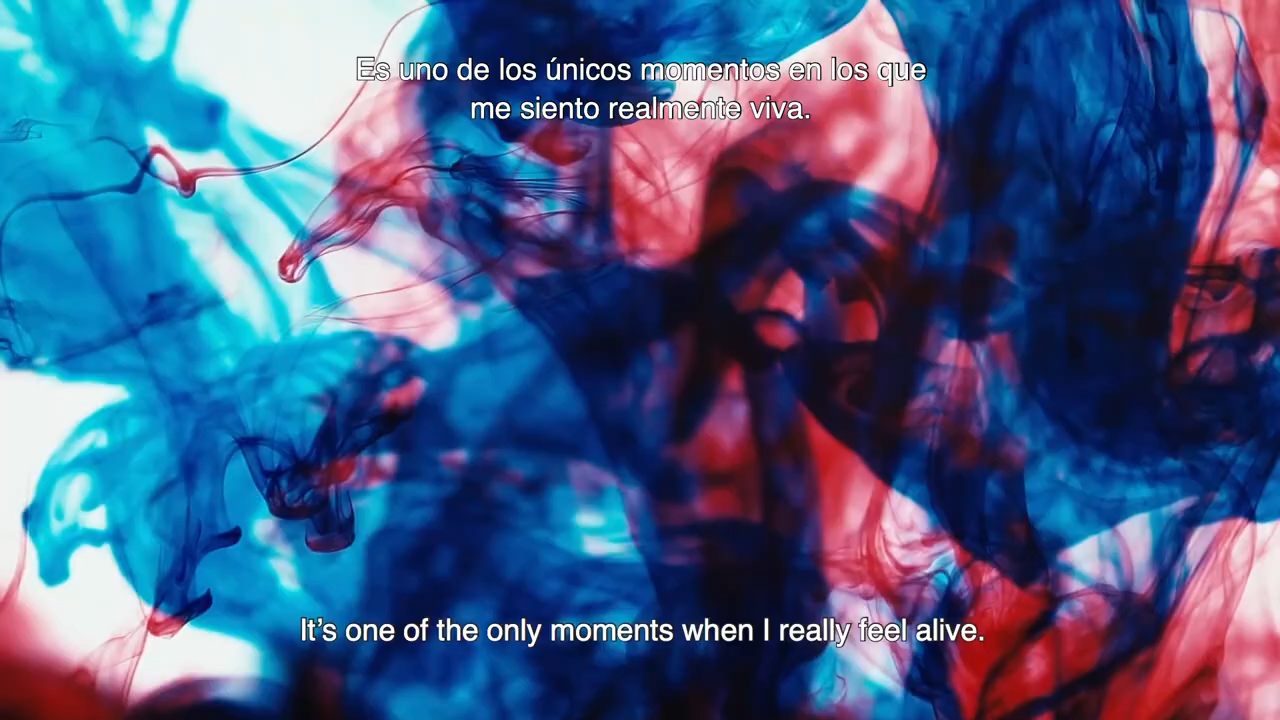 Es uno de los únicos momentos en los que
me siento realmente viva.
It’s one of the only moments when I really feel alive.